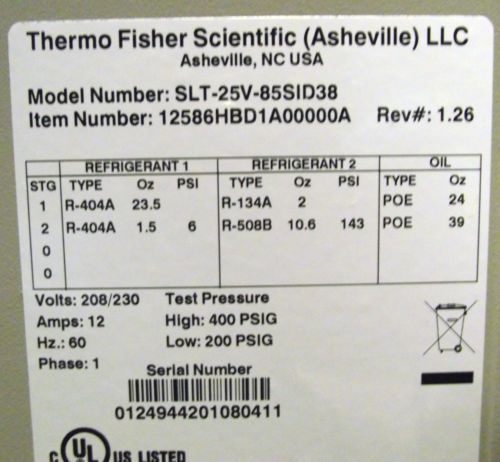 Thermo Fisher Scientific (Asheville) LLC
Asheville, NC USA
Model Number: SLT-25V-85SID38
Item Number: 12586HBD1A00000A Rev#: 1.26
REFRIGERANT 1 REFRIGERANT 2 OIL
STG TYPE Oz PSI TYPE Oz PSI TYPE Oz
1 R-404A 23.5 R-134A 2 POE 24
2 R-404A 1.5 6 R-508B 10.6 143 POE 39
0
0
Volts: 208/230 Test Pressure
Amps: 12 High: 400 PSIG
Hz.: 60 Low: 200 PSIG
Phase: 1
Serial Number
0124944201080411
c UL US LISTED